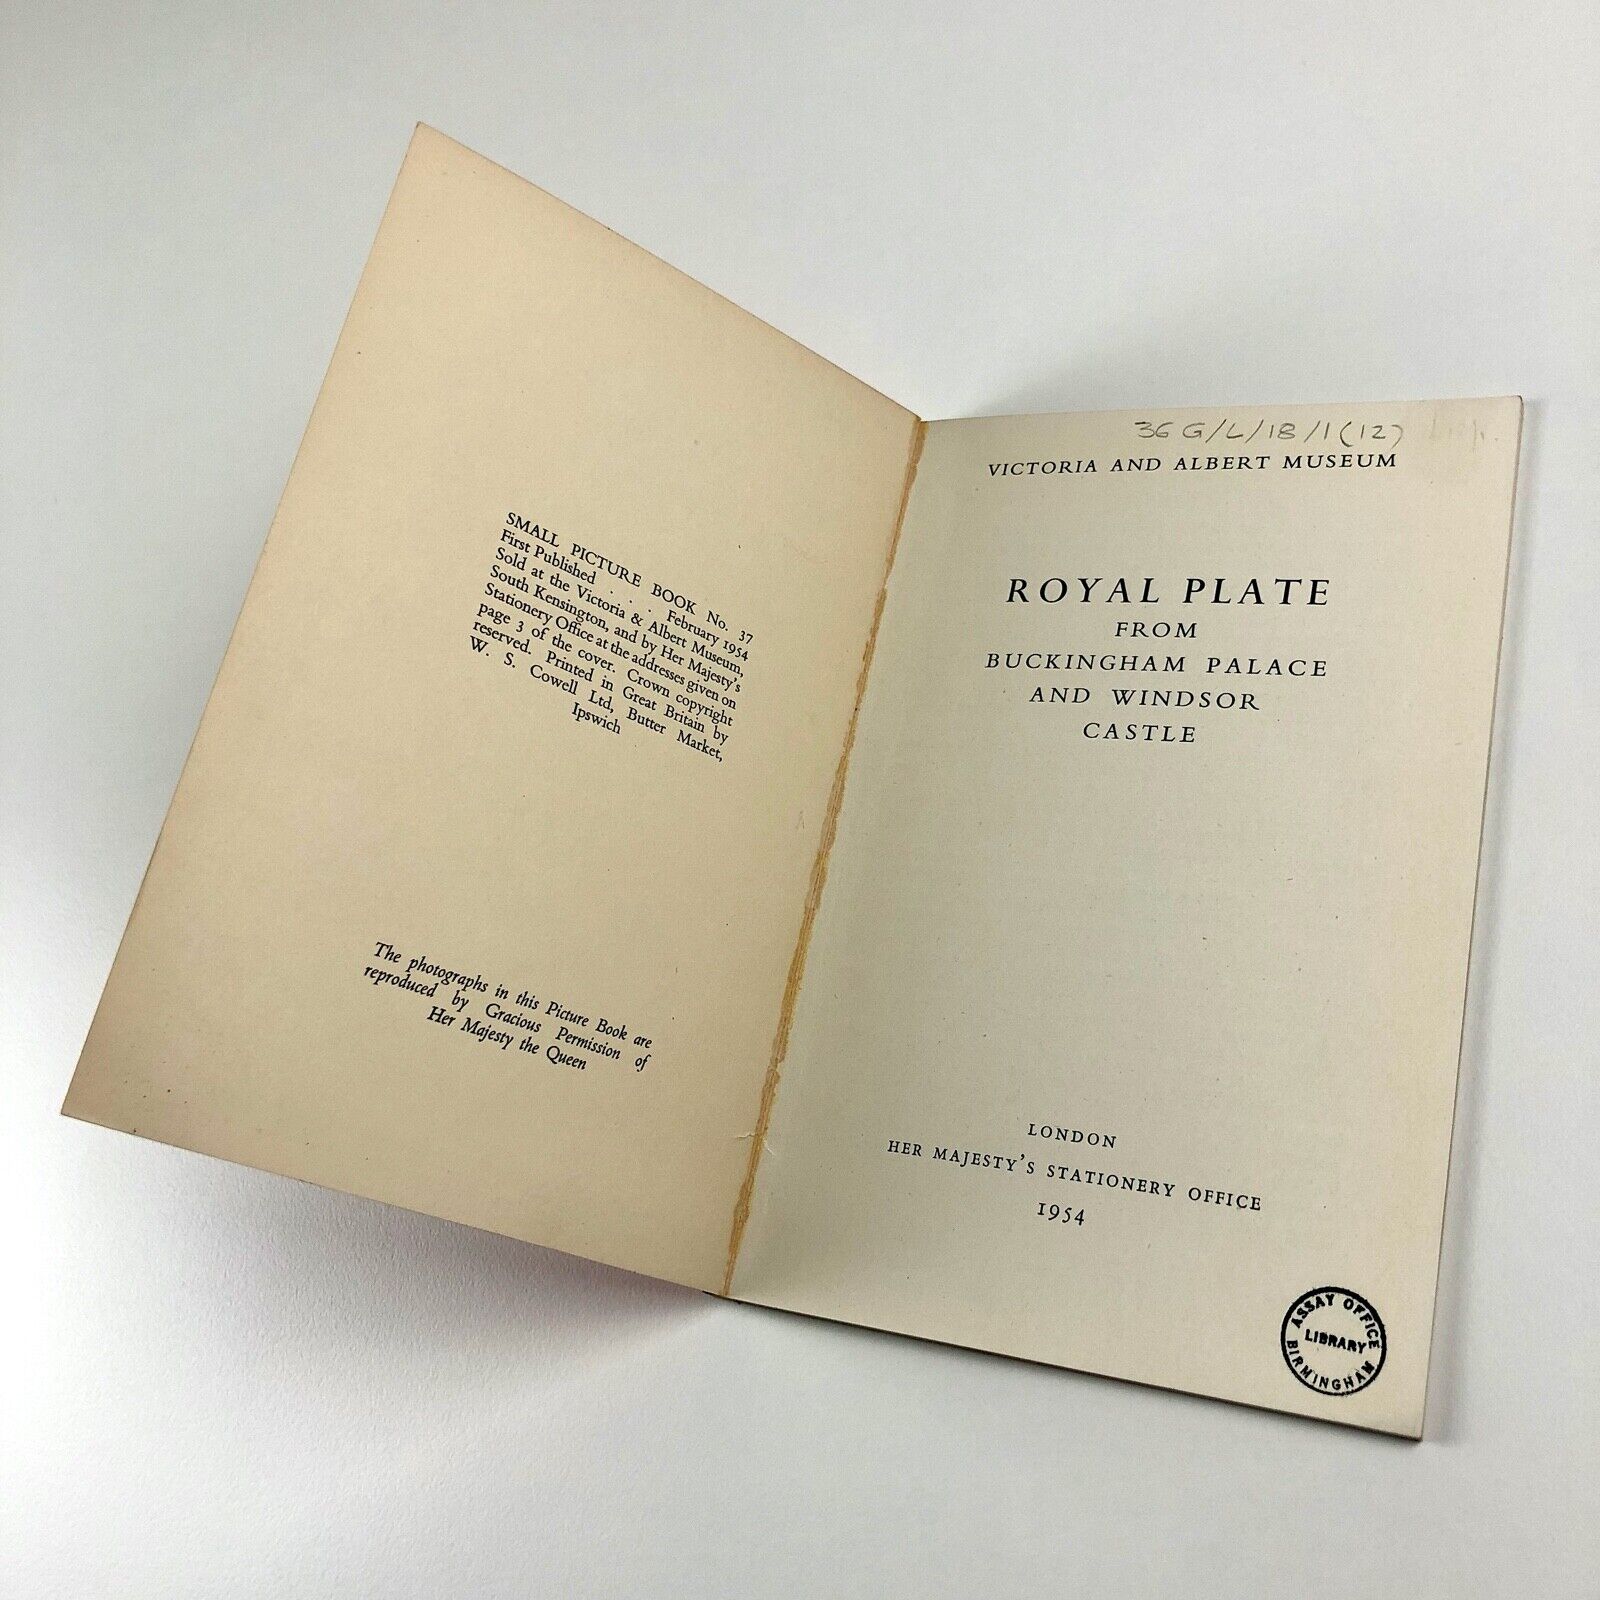 SMALL PICTURE BOOK No. 37
First Published . . . February 1954
Sold at the Victoria & Albert Museum,
South Kensington, and by Her Majesty's
Stationery Office at the addresses given on
page 3 of the cover. Crown copyright
reserved. Printed in Great Britain by
W. S. Cowell Ltd, Butter Market,
Ipswich
The photographs in this Picture Book are
reproduced by Gracious Permission of
Her Majesty the Queen
36 G/L/18/1(12)
VICTORIA AND ALBERT MUSEUM
ROYAL PLATE
FROM
BUCKINGHAM PALACE
AND WINDSOR
CASTLE
LONDON
HER MAJESTY'S STATIONERY OFFICE
1954
ASSAY OFFICE
LIBRARY
BIRMINGHAM